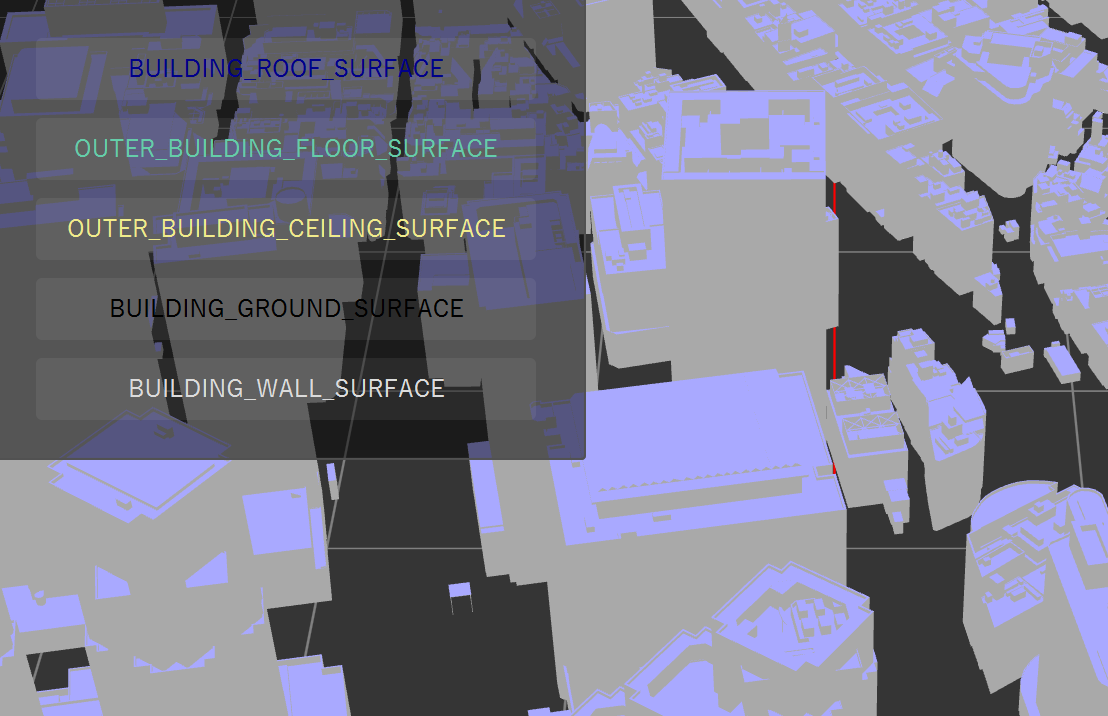 BUILDING_ROOF_SURFACE
OUTER_BUILDING_FLOOR_SURFACE
OUTER_BUILDING_CEILING_SURFACE
BUILDING_GROUND_SURFACE
BUILDING_WALL_SURFACE